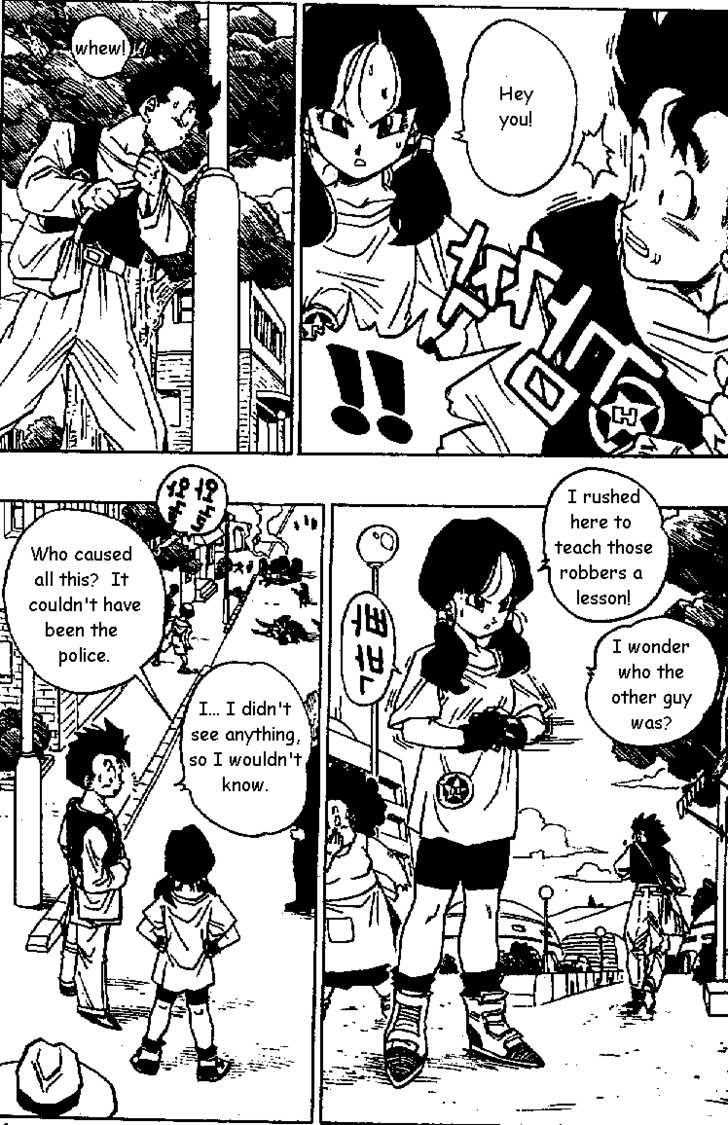 whew!
Hey
you!
!!
H
H
Who caused
all this? It
couldn't have
been the
police.
I... I didn't
see anything,
so I wouldn't
know.
I rushed
here to
teach those
robbers a
lesson!
I wonder
who the
other guy
was?